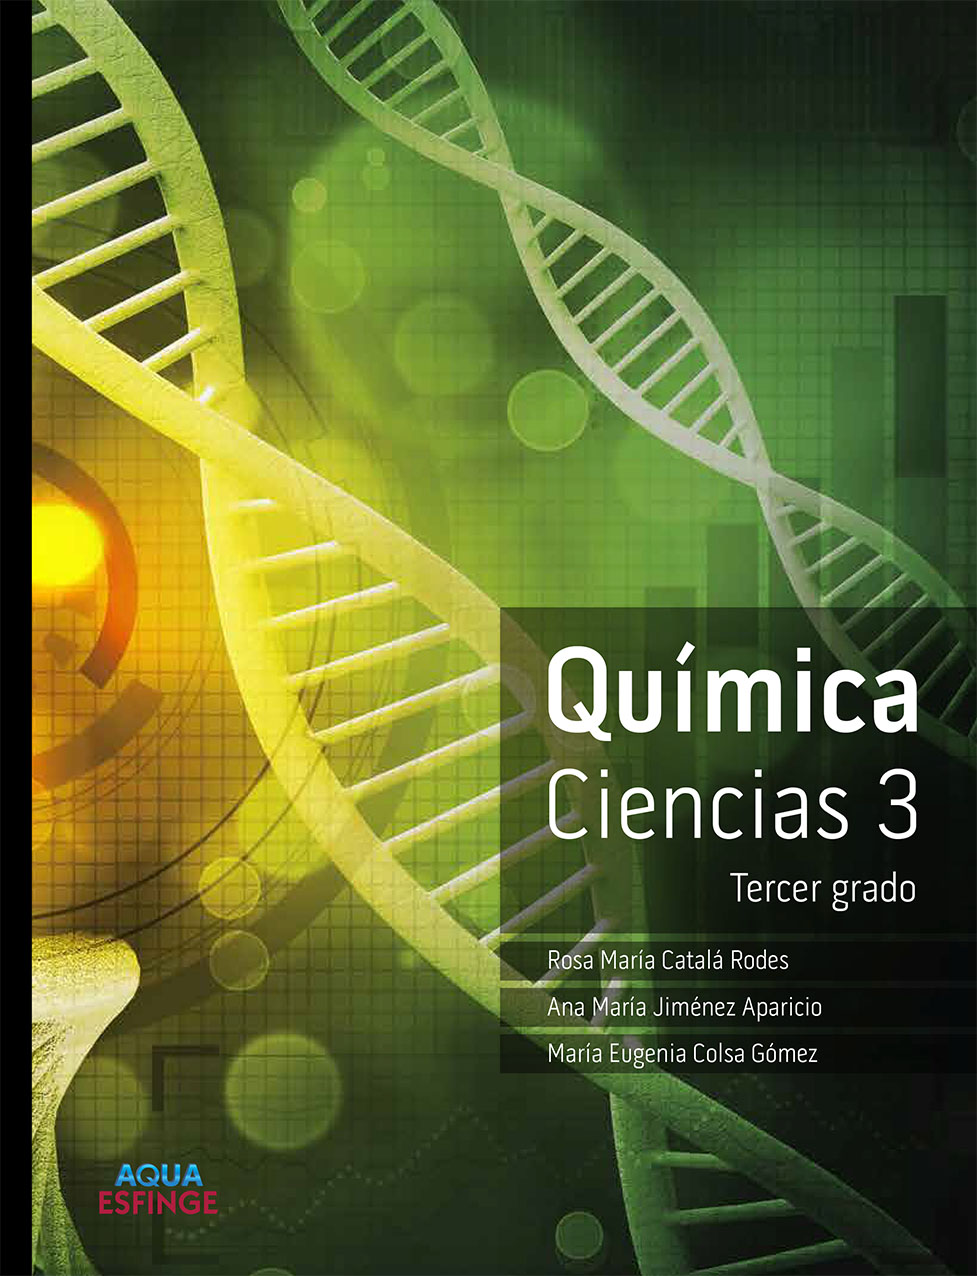 Química
Ciencias 3
Tercer grado
Rosa María Catalá Rodes
Ana María Jiménez Aparicio
María Eugenia Colsa Gómez
AQUA
ESFINGE